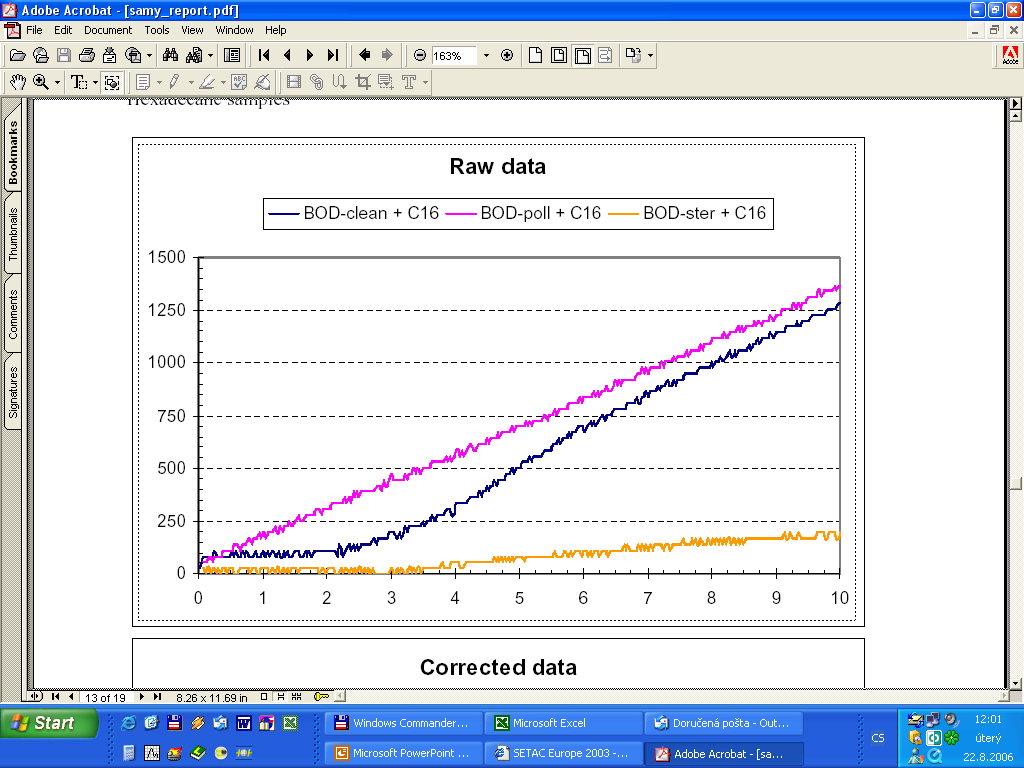 Adobe Acrobat - [samy_report.pdf]
File Edit Document Tools View Window Help
163%
Adobe
Bookmarks
Thumbnails
Comments
Signatures
Hexadecane samples
Raw data
BOD-clean + C16 BOD-poll + C16 BOD-ster + C16
1500
1250
1000
750
500
250
0
0 1 2 3 4 5 6 7 8 9 10
Corrected data
13 of 19 8.26 x 11.69 in
Start
Windows Commander...
Microsoft Excel
Doručená pošta - Out...
Microsoft PowerPoint ...
SETAC Europe 2003 -...
Adobe Acrobat - [sa...
CS
12:01
úterý
22.8.2006